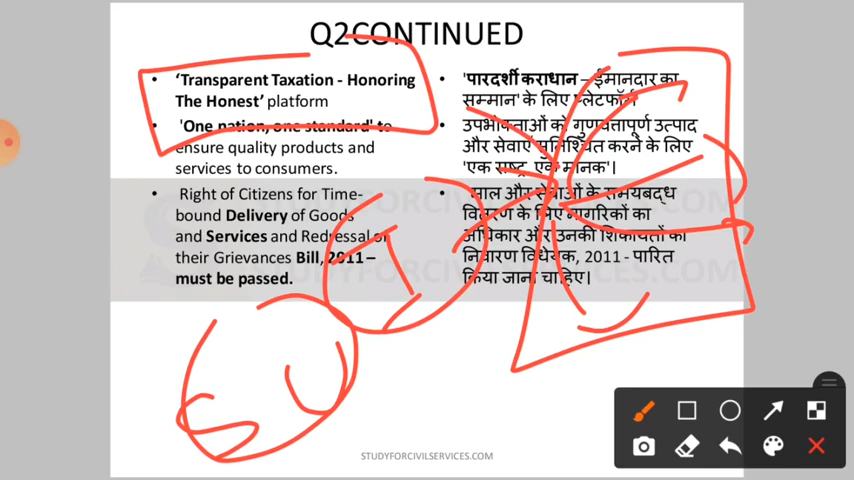 Q2CONTINUED
• ‘Transparent Taxation - Honoring
The Honest’ platform
• 'One nation, one standard' to
ensure quality products and
services to consumers.
• Right of Citizens for Time-
bound Delivery of Goods
and Services and Redressal of
their Grievances Bill, 2011 –
must be passed.
• 'पारदर्शी कराधान – ईमानदार का
सम्मान' के लिए प्लेटफॉर्म
• उपभोक्ताओं को गुणवत्तापूर्ण उत्पाद
और सेवाएँ सुनिश्चित करने के लिए
'एक राष्ट्र, एक मानक'।
• माल और सेवाओं के समयबद्ध
वितरण के लिए नागरिकों का
अधिकार और उनकी शिकायतों का
निवारण विधेयक, 2011 - पारित
किया जाना चाहिए।
I
SU
STUDYFORCIVILSERVICES.COM